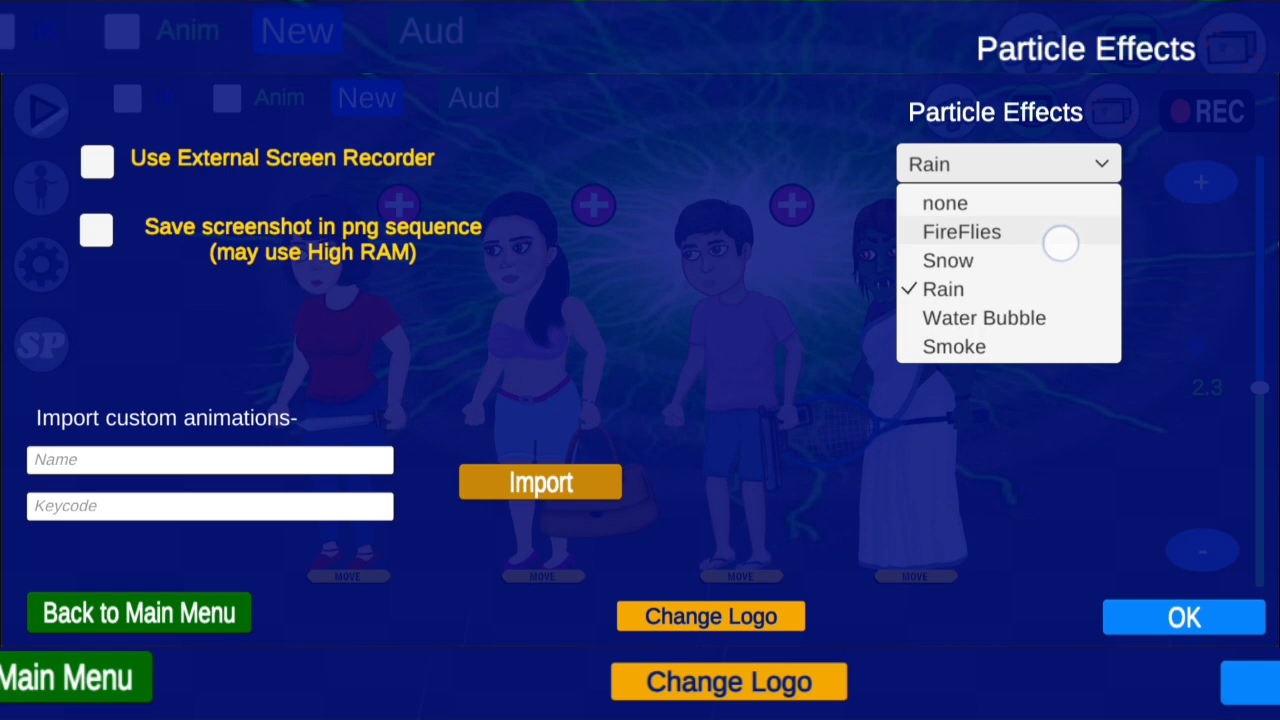 IK
Anim
New
Aud
Particle Effects
IK
Anim
New
Aud
Particle Effects
REC
Use External Screen Recorder
Rain
+
Save screenshot in png sequence
(may use High RAM)
none
FireFlies
Snow
Rain
Water Bubble
Smoke
SP
2.3
Import custom animations-
Name
Import
Keycode
-
MOVE
MOVE
MOVE
MOVE
Back to Main Menu
Change Logo
OK
Main Menu
Change Logo